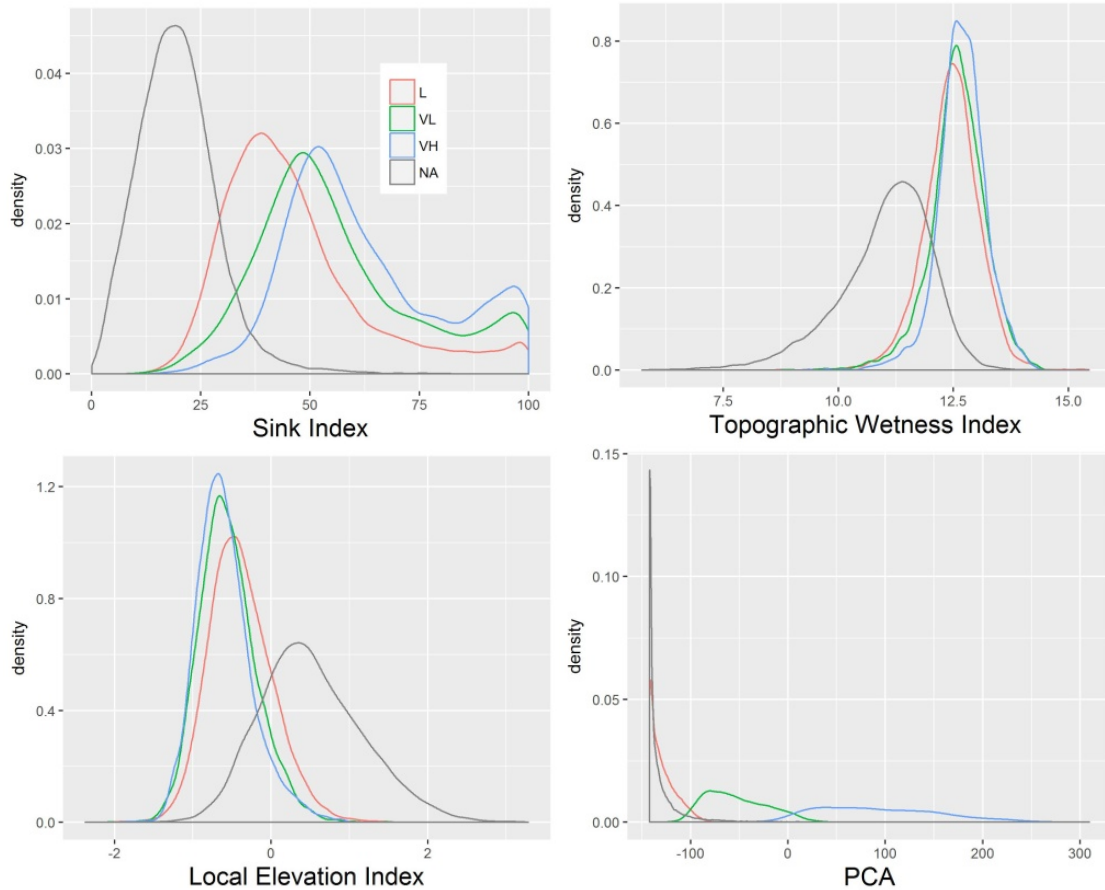 density
0.04
0.03
0.02
0.01
0.00
L
VL
VH
NA
0 25 50 75 100
Sink Index
density
0.8
0.6
0.4
0.2
0.0
7.5 10.0 12.5 15.0
Topographic Wetness Index
density
1.2
0.8
0.4
0.0
-2 0 2
Local Elevation Index
density
0.15
0.10
0.05
0.00
-100 0 100 200 300
PCA